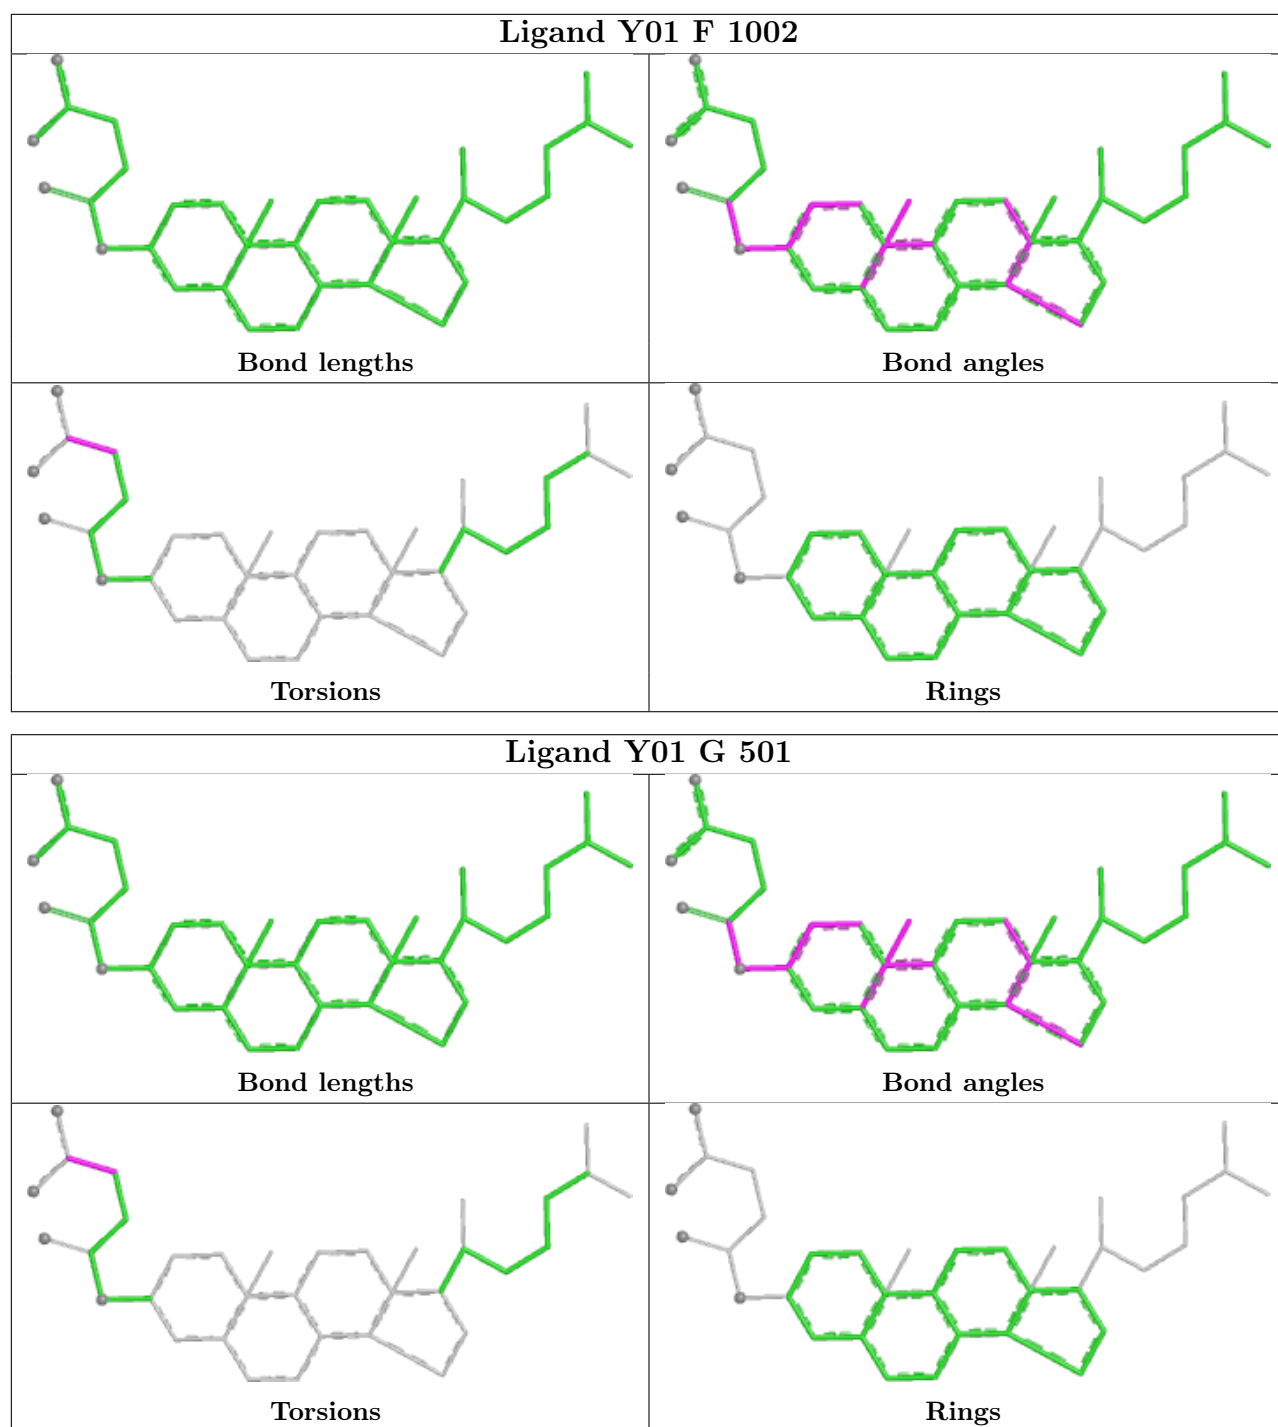 Ligand Y01 F 1002
Bond lengths
Bond angles
Torsions
Rings
Ligand Y01 G 501
Bond lengths
Bond angles
Torsions
Rings